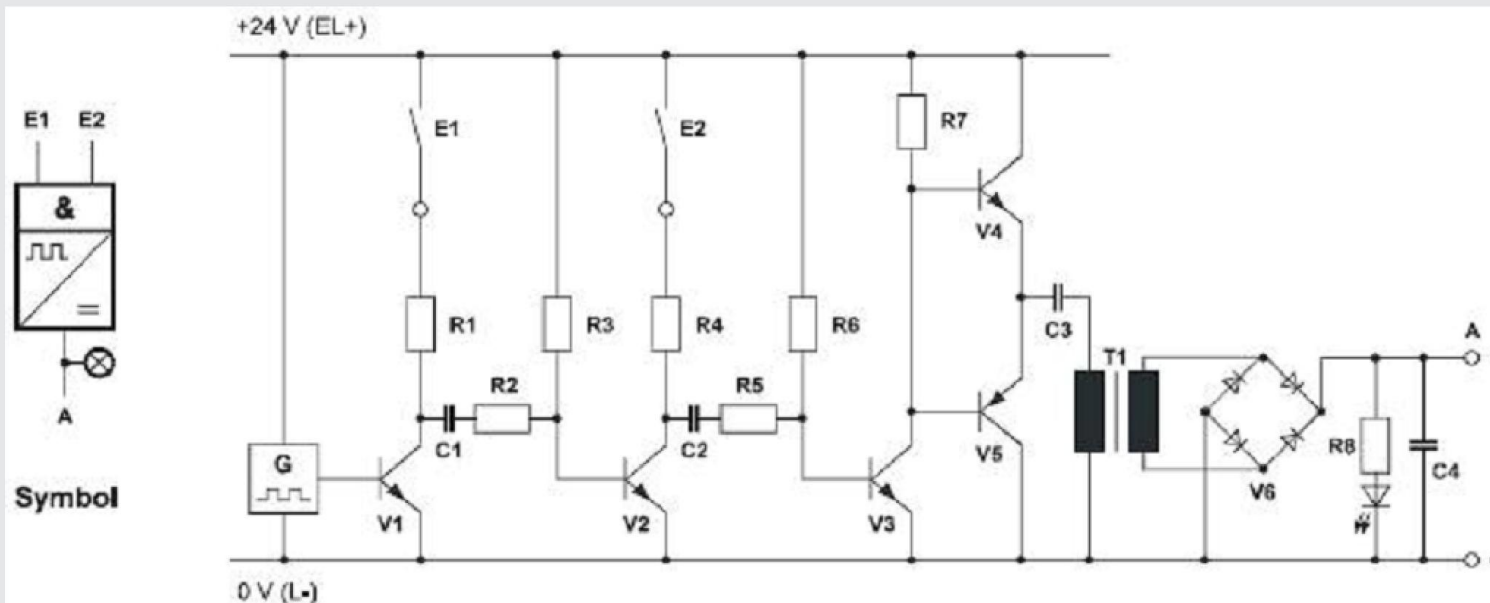 +24 V (EL+)
E1 E2
&
A
Symbol
E1
E2
R7
V4
R1
R3
R4
R6
C3
T1
A
R2
R5
C1
C2
G
V1
V2
V3
V5
V6
R8
C4
0 V (L-)